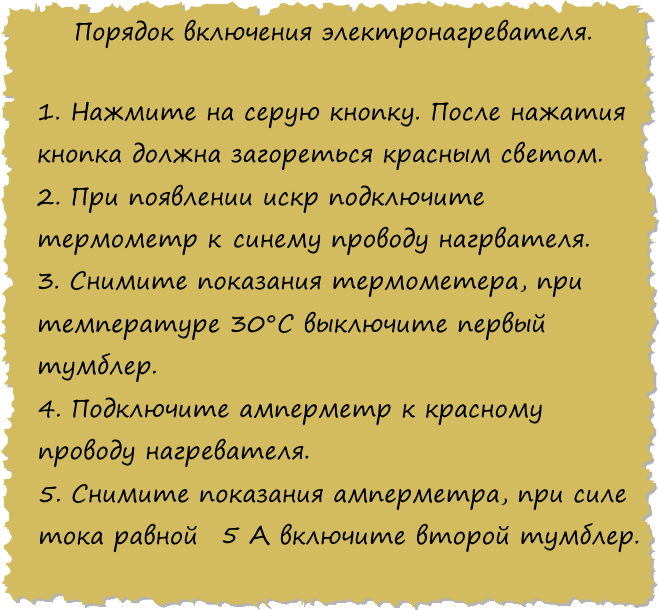 Порядок включения электронагревателя.
1. Нажмите на серую кнопку. После нажатия
кнопка должна загореться красным светом.
2. При появлении искр подключите
термометр к синему проводу нагрвателя.
3. Снимите показания термометера, при
температуре 30°С выключите первый
тумблер.
4. Подключите амперметр к красному
проводу нагревателя.
5. Снимите показания амперметра, при силе
тока равной 5 А включите второй тумблер.